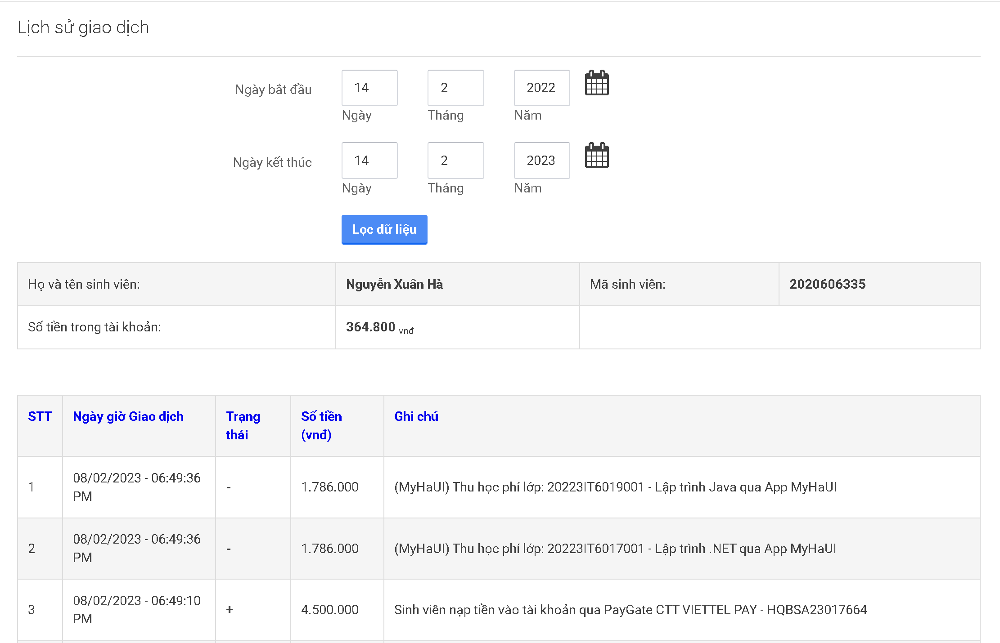 Lịch sử giao dịch
Ngày bắt đầu 14 2 2022
Ngày Tháng Năm
Ngày kết thúc 14 2 2023
Ngày Tháng Năm
Lọc dữ liệu
Họ và tên sinh viên: Nguyễn Xuân Hà Mã sinh viên: 2020606335
Số tiền trong tài khoản: 364.800 vnđ
STT Ngày giờ Giao dịch Trạng thái Số tiền (vnđ) Ghi chú
1 08/02/2023 - 06:49:36 PM - 1.786.000 (MyHaUI) Thu học phí lớp: 20223IT6019001 - Lập trình Java qua App MyHaUI
2 08/02/2023 - 06:49:36 PM - 1.786.000 (MyHaUI) Thu học phí lớp: 20223IT6017001 - Lập trình .NET qua App MyHaUI
3 08/02/2023 - 06:49:10 PM + 4.500.000 Sinh viên nạp tiền vào tài khoản qua PayGate CTT VIETTEL PAY - HQBSA23017664